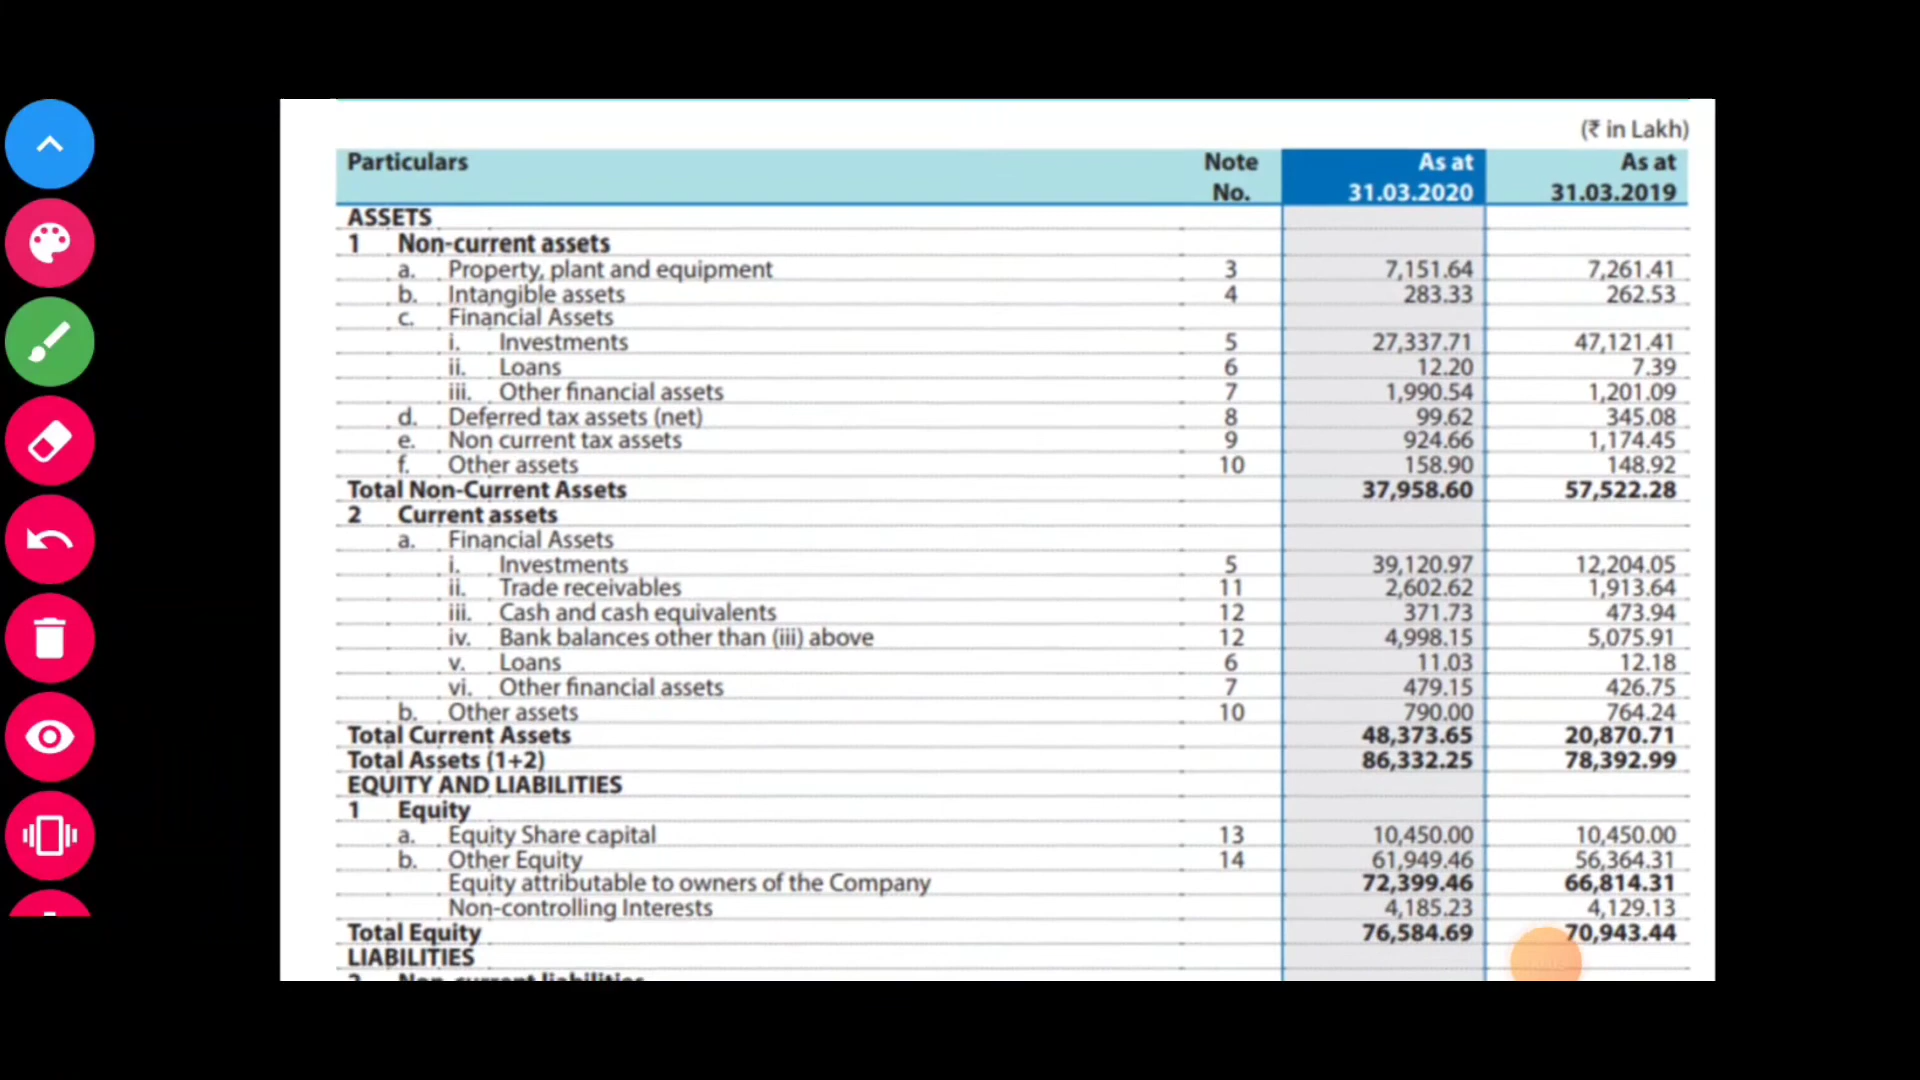 (₹ in Lakh)
Particulars Note No. As at 31.03.2020 As at 31.03.2019
ASSETS
1 Non-current assets
a. Property, plant and equipment 3 7,151.64 7,261.41
b. Intangible assets 4 283.33 262.53
c. Financial Assets
i. Investments 5 27,337.71 47,121.41
ii. Loans 6 12.20 7.39
iii. Other financial assets 7 1,990.54 1,201.09
d. Deferred tax assets (net) 8 99.62 345.08
e. Non current tax assets 9 924.66 1,174.45
f. Other assets 10 158.90 148.92
Total Non-Current Assets 37,958.60 57,522.28
2 Current assets
a. Financial Assets
i. Investments 5 39,120.97 12,204.05
ii. Trade receivables 11 2,602.62 1,913.64
iii. Cash and cash equivalents 12 371.73 473.94
iv. Bank balances other than (iii) above 12 4,998.15 5,075.91
v. Loans 6 11.03 12.18
vi. Other financial assets 7 479.15 426.75
b. Other assets 10 790.00 764.24
Total Current Assets 48,373.65 20,870.71
Total Assets (1+2) 86,332.25 78,392.99
EQUITY AND LIABILITIES
1 Equity
a. Equity Share capital 13 10,450.00 10,450.00
b. Other Equity 14 61,949.46 56,364.31
Equity attributable to owners of the Company 72,399.46 66,814.31
Non-controlling Interests 4,185.23 4,129.13
Total Equity 76,584.69 70,943.44
LIABILITIES